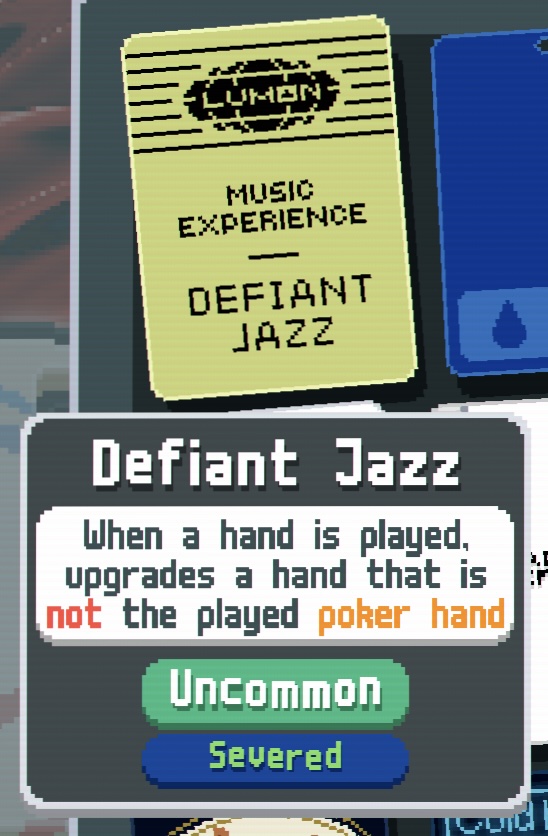 LUMON
MUSIC
EXPERIENCE
DEFIANT
JAZZ
Defiant Jazz
When a hand is played,
upgrades a hand that is
not the played poker hand
Uncommon
Severed